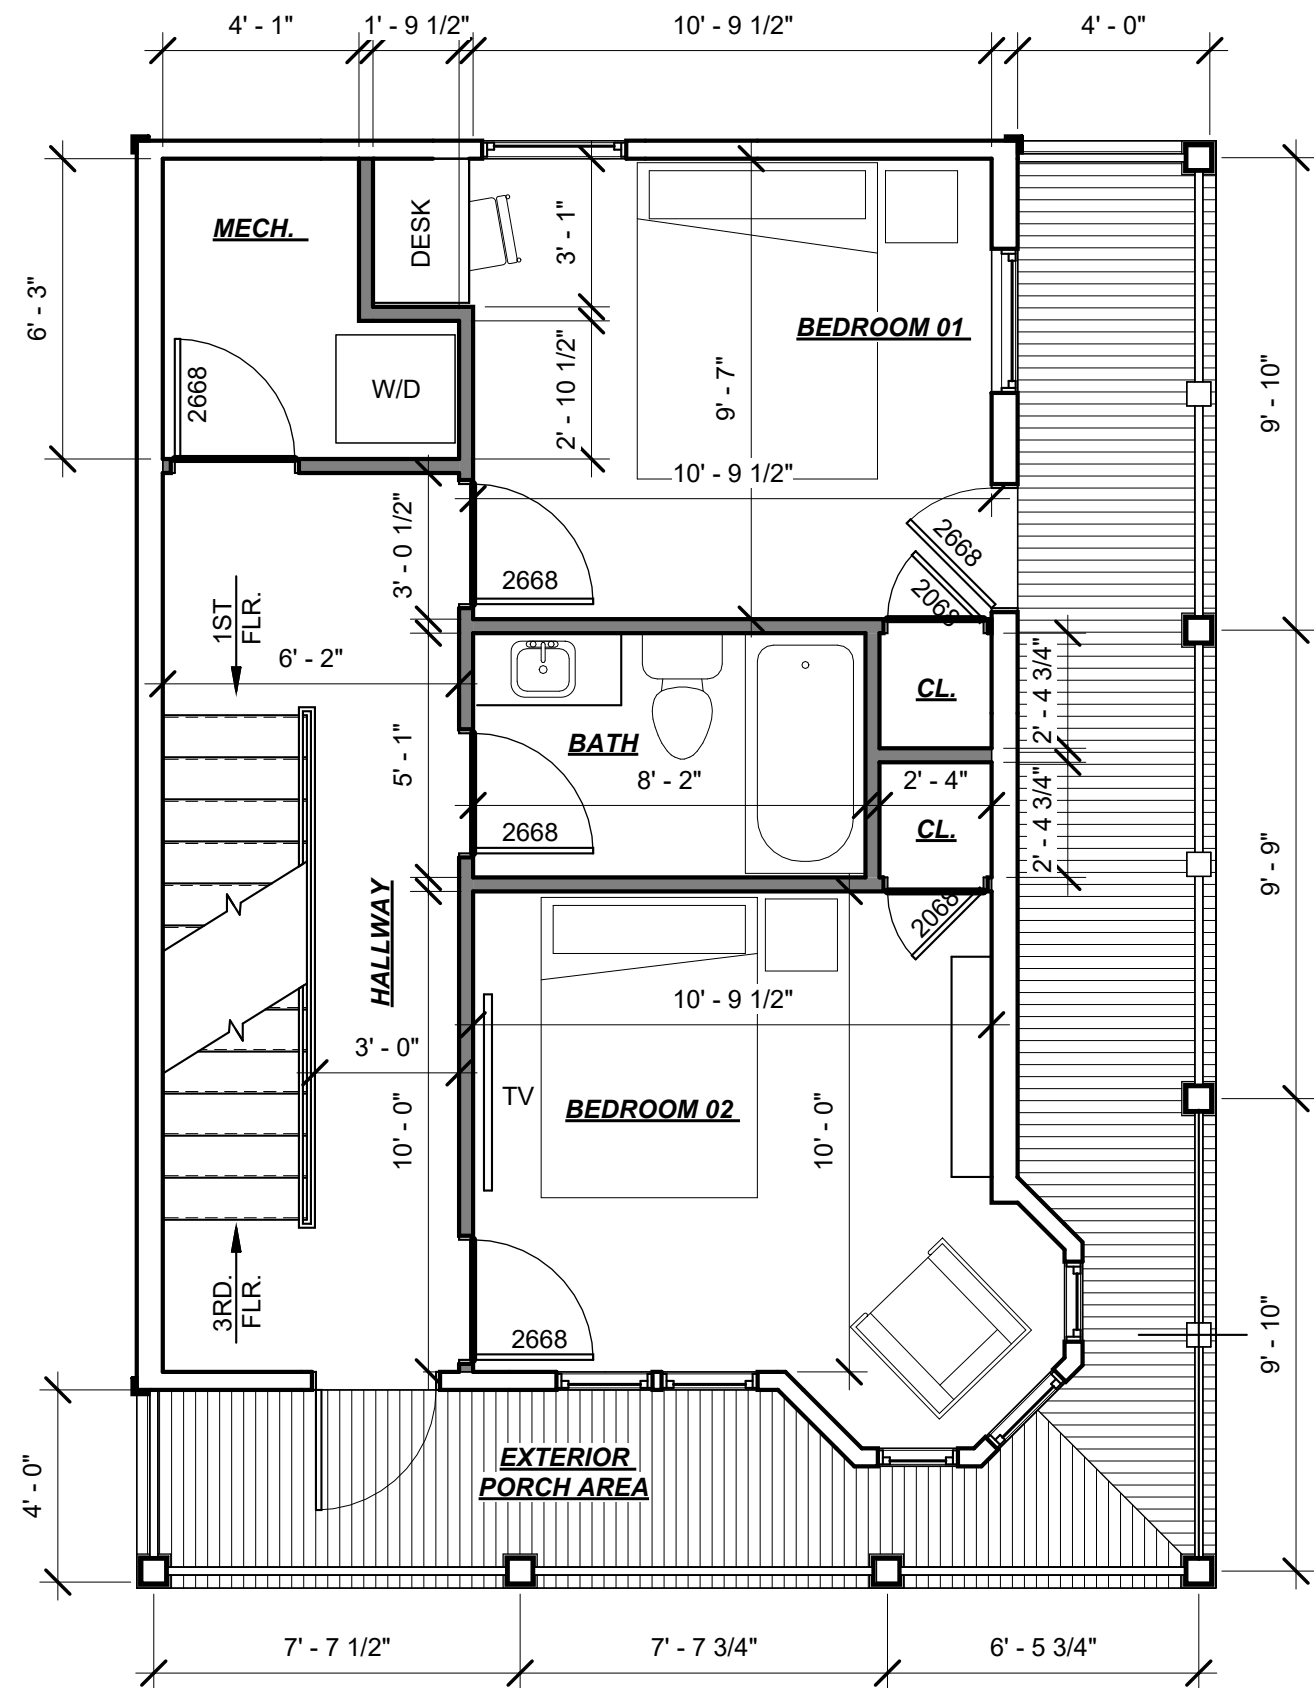 4' - 1"
1' - 9 1/2"
10' - 9 1/2"
4' - 0"
MECH.
DESK
3' - 1"
6' - 3"
BEDROOM 01
2668
W/D
2' - 10 1/2"
9' - 7"
9' - 10"
10' - 9 1/2"
3' - 0 1/2"
2668
2668
2068
1ST
FLR.
6' - 2"
CL.
2' - 4 3/4"
BATH
5' - 1"
8' - 2"
2' - 4"
2668
CL.
2' - 4 3/4"
9' - 9"
HALLWAY
2068
10' - 9 1/2"
3' - 0"
TV
BEDROOM 02
10' - 0"
10' - 0"
3RD.
FLR.
2668
9' - 10"
4' - 0"
EXTERIOR
PORCH AREA
7' - 7 1/2"
7' - 7 3/4"
6' - 5 3/4"